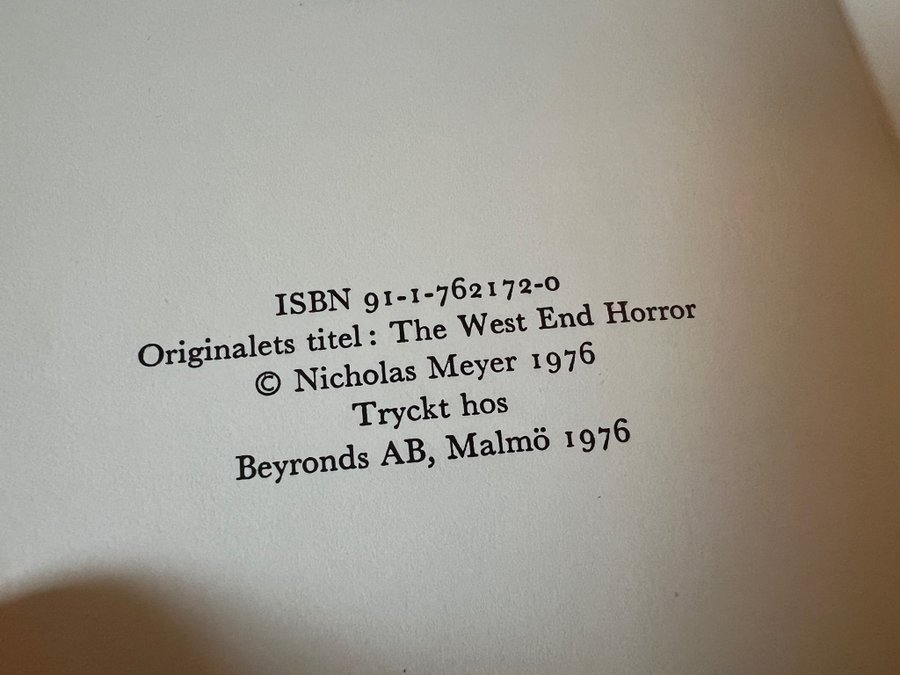 ISBN 91-1-762172-0
Originalets titel: The West End Horror
© Nicholas Meyer 1976
Tryckt hos
Beyronds AB, Malmö 1976